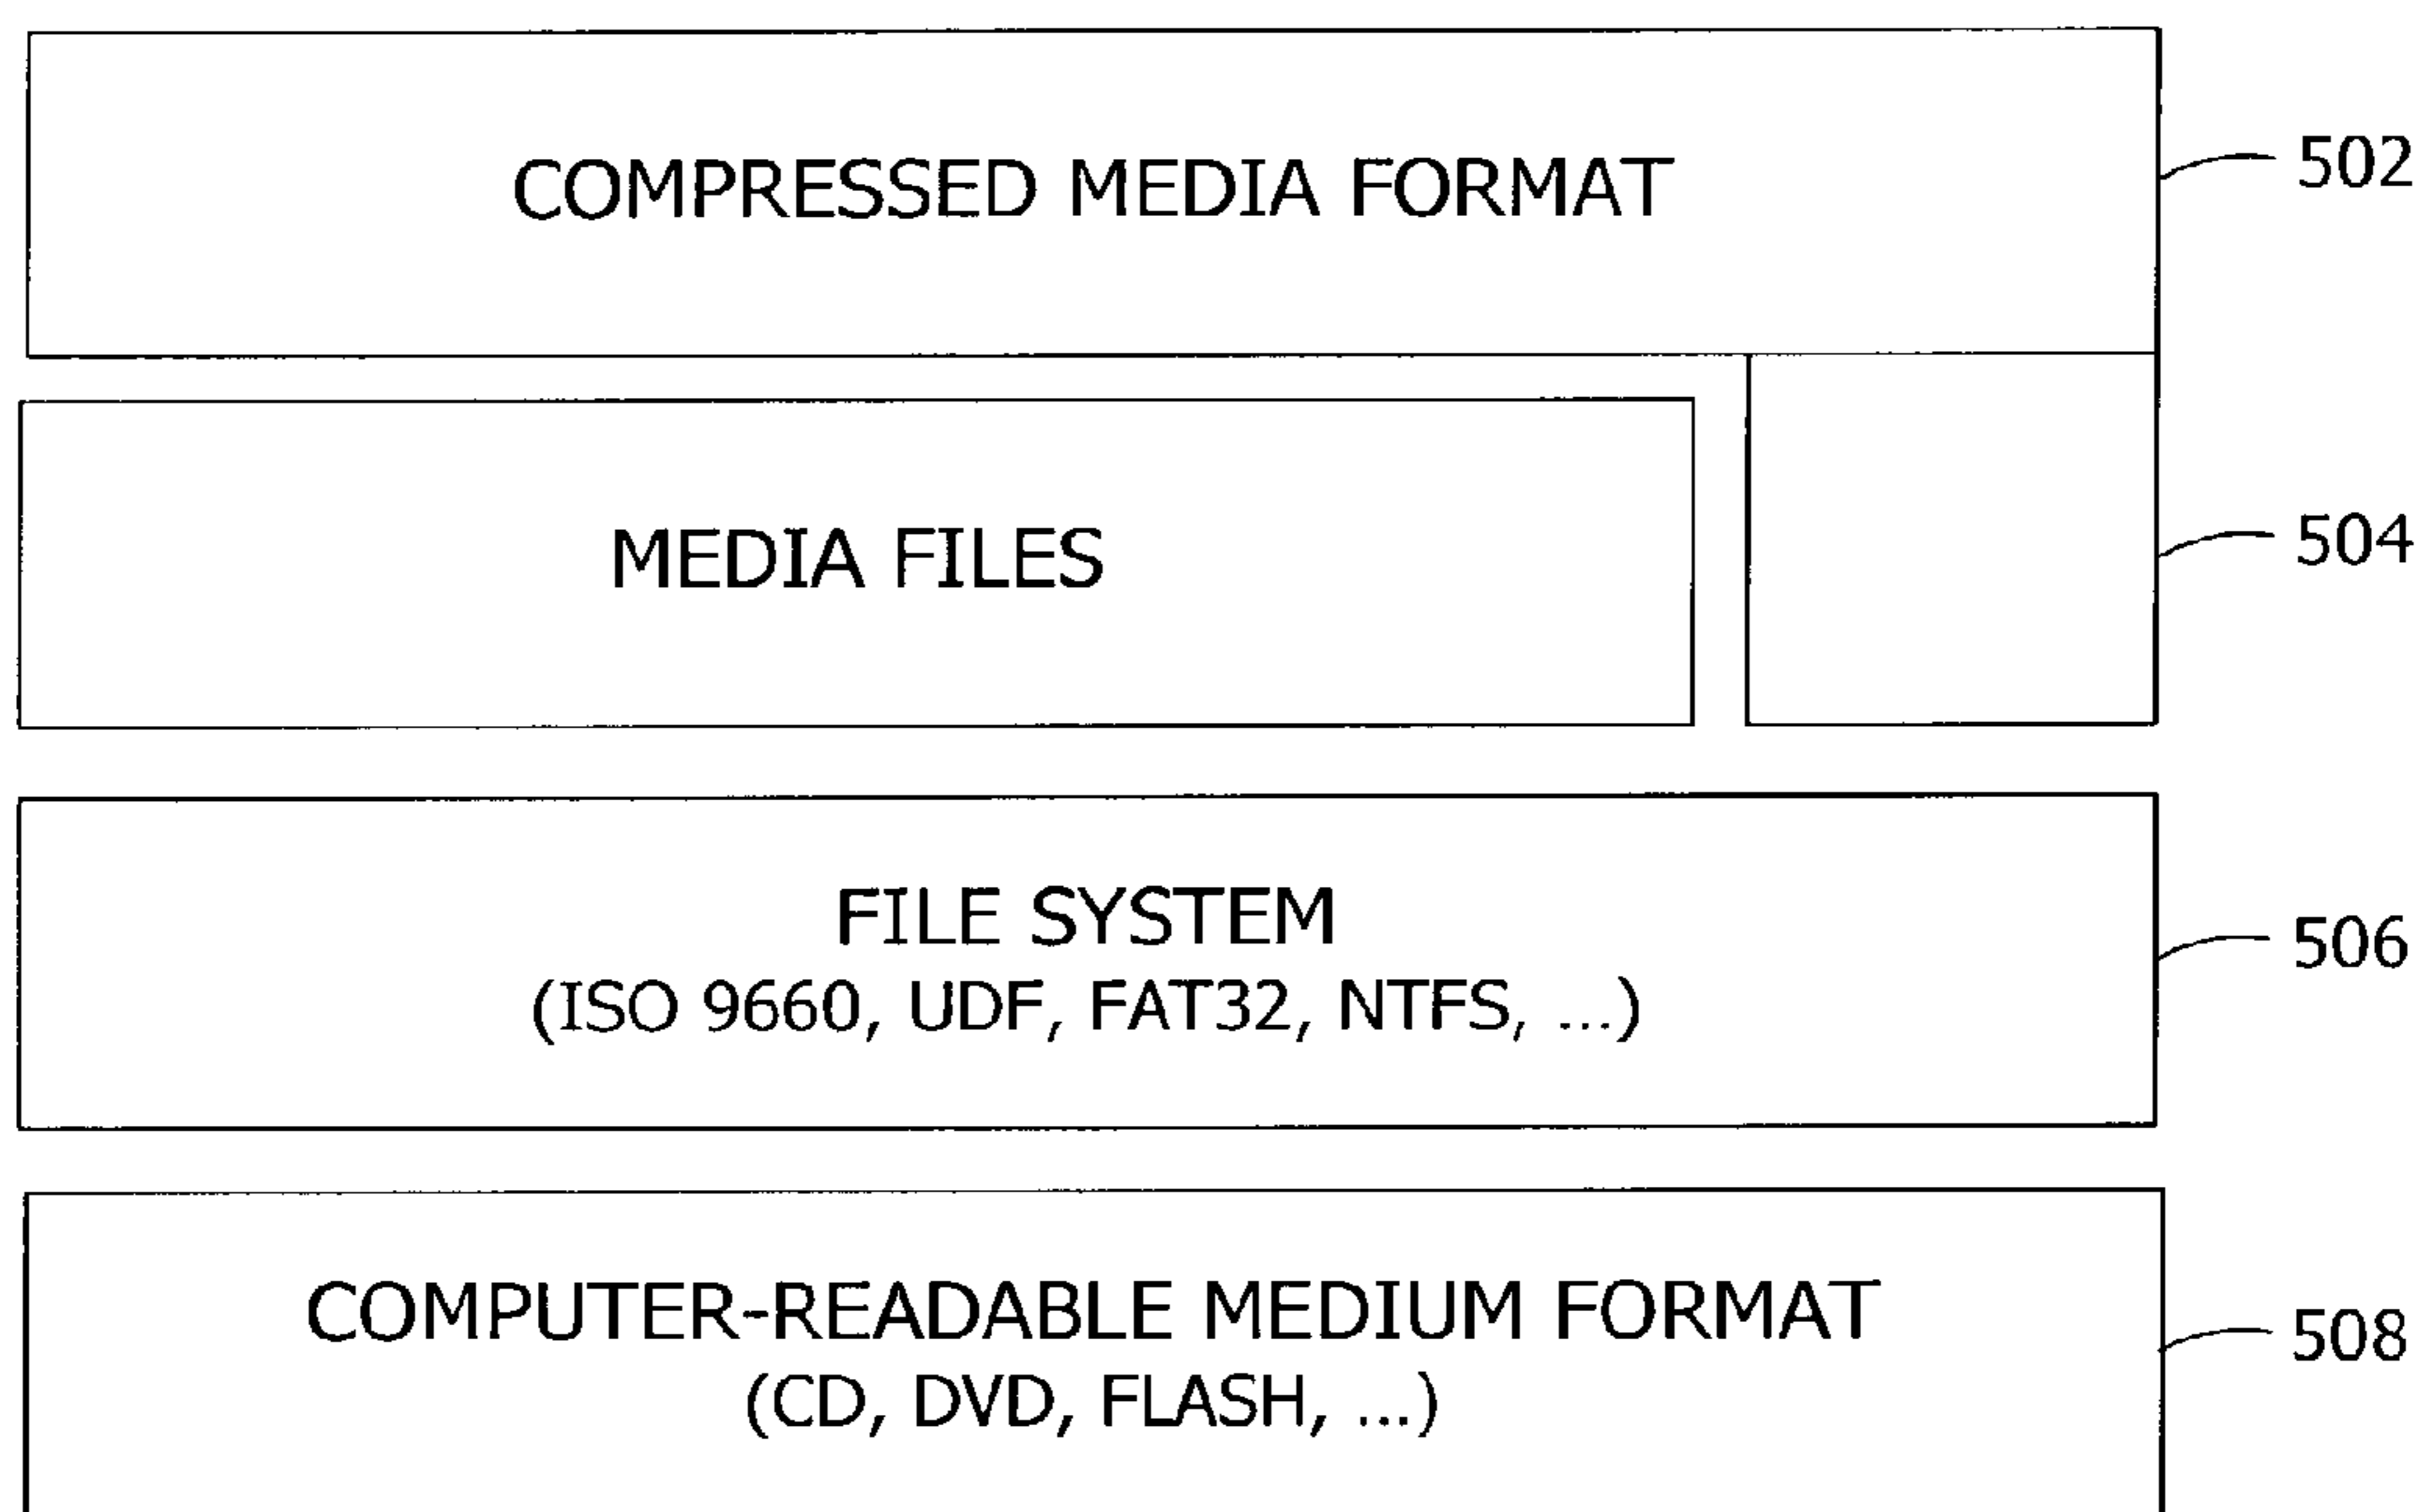 COMPRESSED MEDIA FORMAT
502
MEDIA FILES
504
FILE SYSTEM
(ISO 9660, UDF, FAT32, NTFS, ...)
506
COMPUTER-READABLE MEDIUM FORMAT
(CD, DVD, FLASH, ...)
508